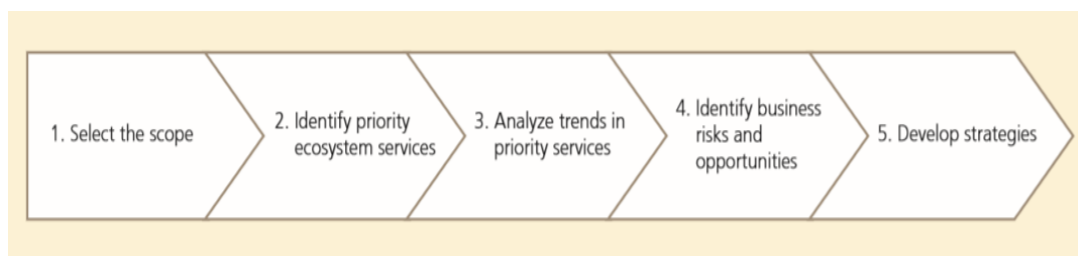 1. Select the scope
2. Identify priority
ecosystem services
3. Analyze trends in
priority services
4. Identify business
risks and
opportunities
5. Develop strategies